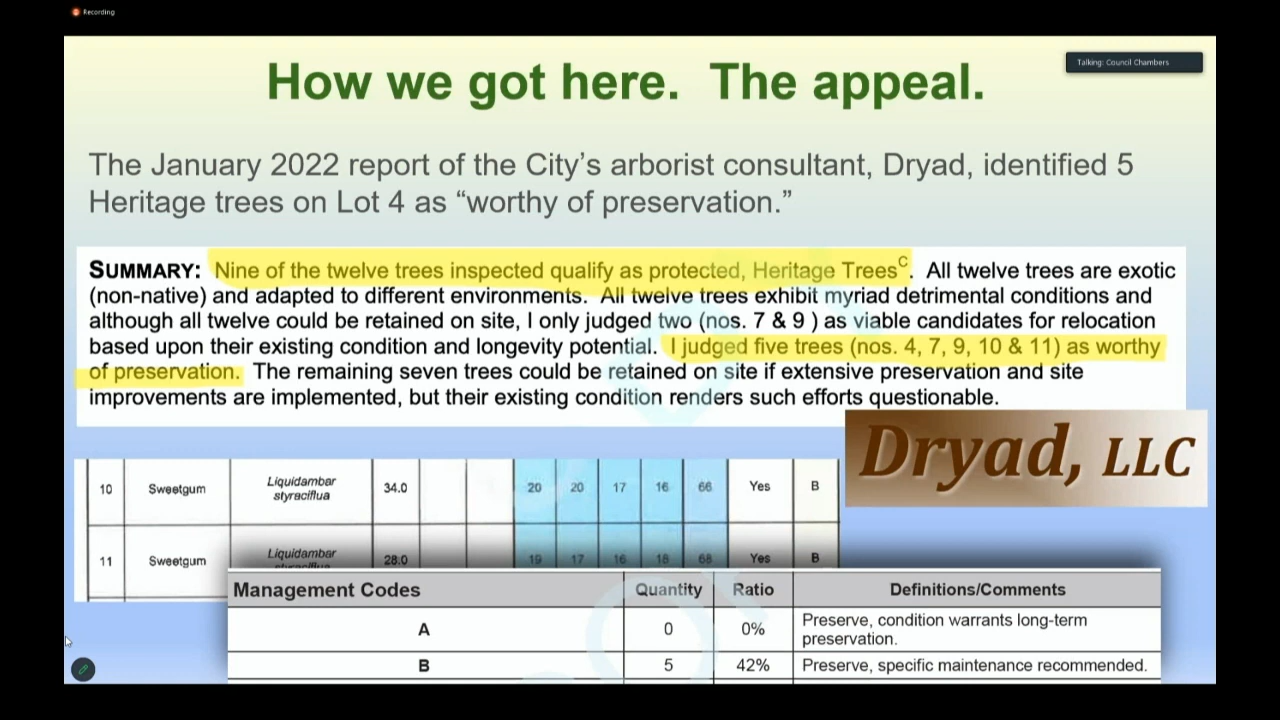 Recording
Talking: Council Chambers
How we got here. The appeal.
The January 2022 report of the City’s arborist consultant, Dryad, identified 5
Heritage trees on Lot 4 as “worthy of preservation.”
SUMMARY: Nine of the twelve trees inspected qualify as protected, Heritage TreesC. All twelve trees are exotic
(non-native) and adapted to different environments. All twelve trees exhibit myriad detrimental conditions and
although all twelve could be retained on site, I only judged two (nos. 7 & 9 ) as viable candidates for relocation
based upon their existing condition and longevity potential. I judged five trees (nos. 4, 7, 9, 10 & 11) as worthy
of preservation. The remaining seven trees could be retained on site if extensive preservation and site
improvements are implemented, but their existing condition renders such efforts questionable.
Dryad, LLC
10 Sweetgum Liquidambar styraciflua 34.0 20 20 17 16 66 Yes B
11 Sweetgum Liquidambar styraciflua 28.0 19 17 16 16 68 Yes B
Management Codes Quantity Ratio Definitions/Comments
A 0 0% Preserve, condition warrants long-term
preservation.
B 5 42% Preserve, specific maintenance recommended.